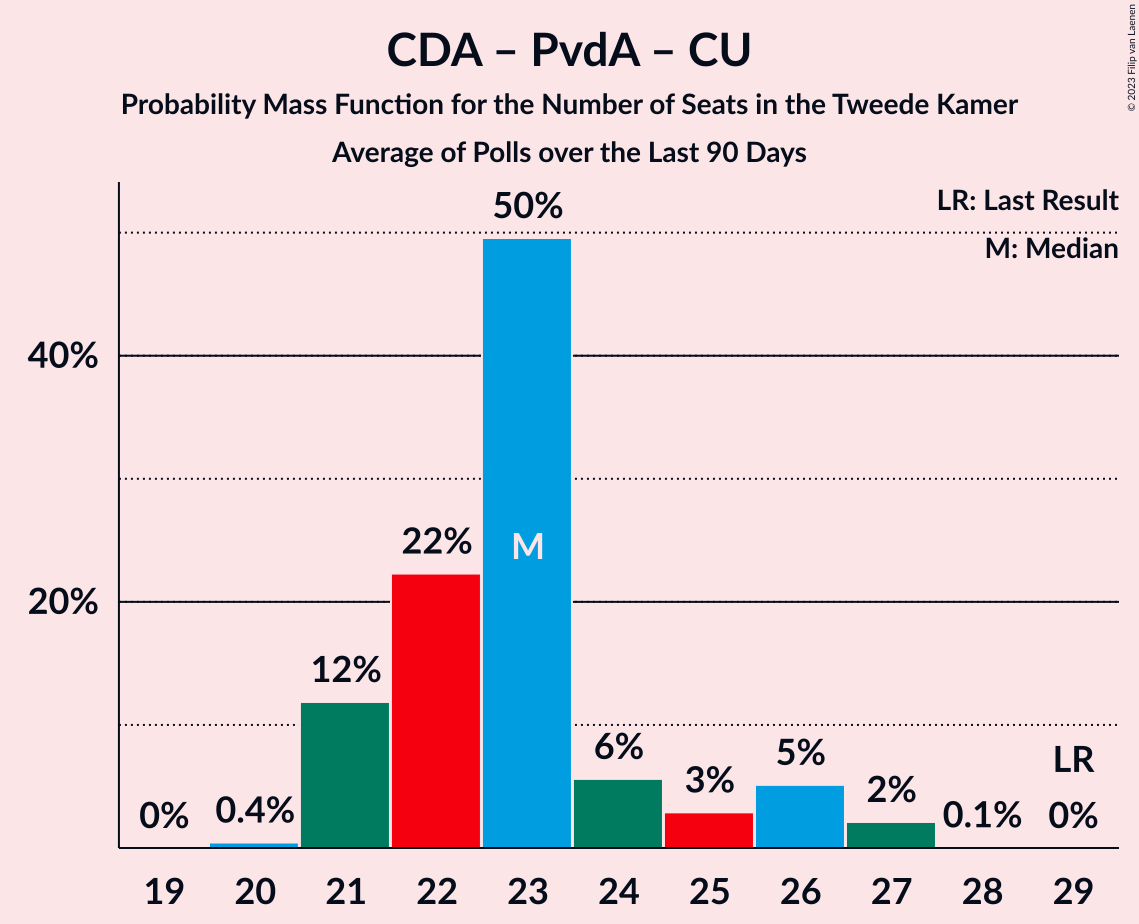 CDA – PvdA – CU
Probability Mass Function for the Number of Seats in the Tweede Kamer
Average of Polls over the Last 90 Days
© 2023 Filip van Laenen
LR: Last Result
M: Median
50%
40%
22%
M
20%
12%
6%
5%
3%
2%
LR
0%
0.4%
0.1%
0%
19 20 21 22 23 24 25 26 27 28 29